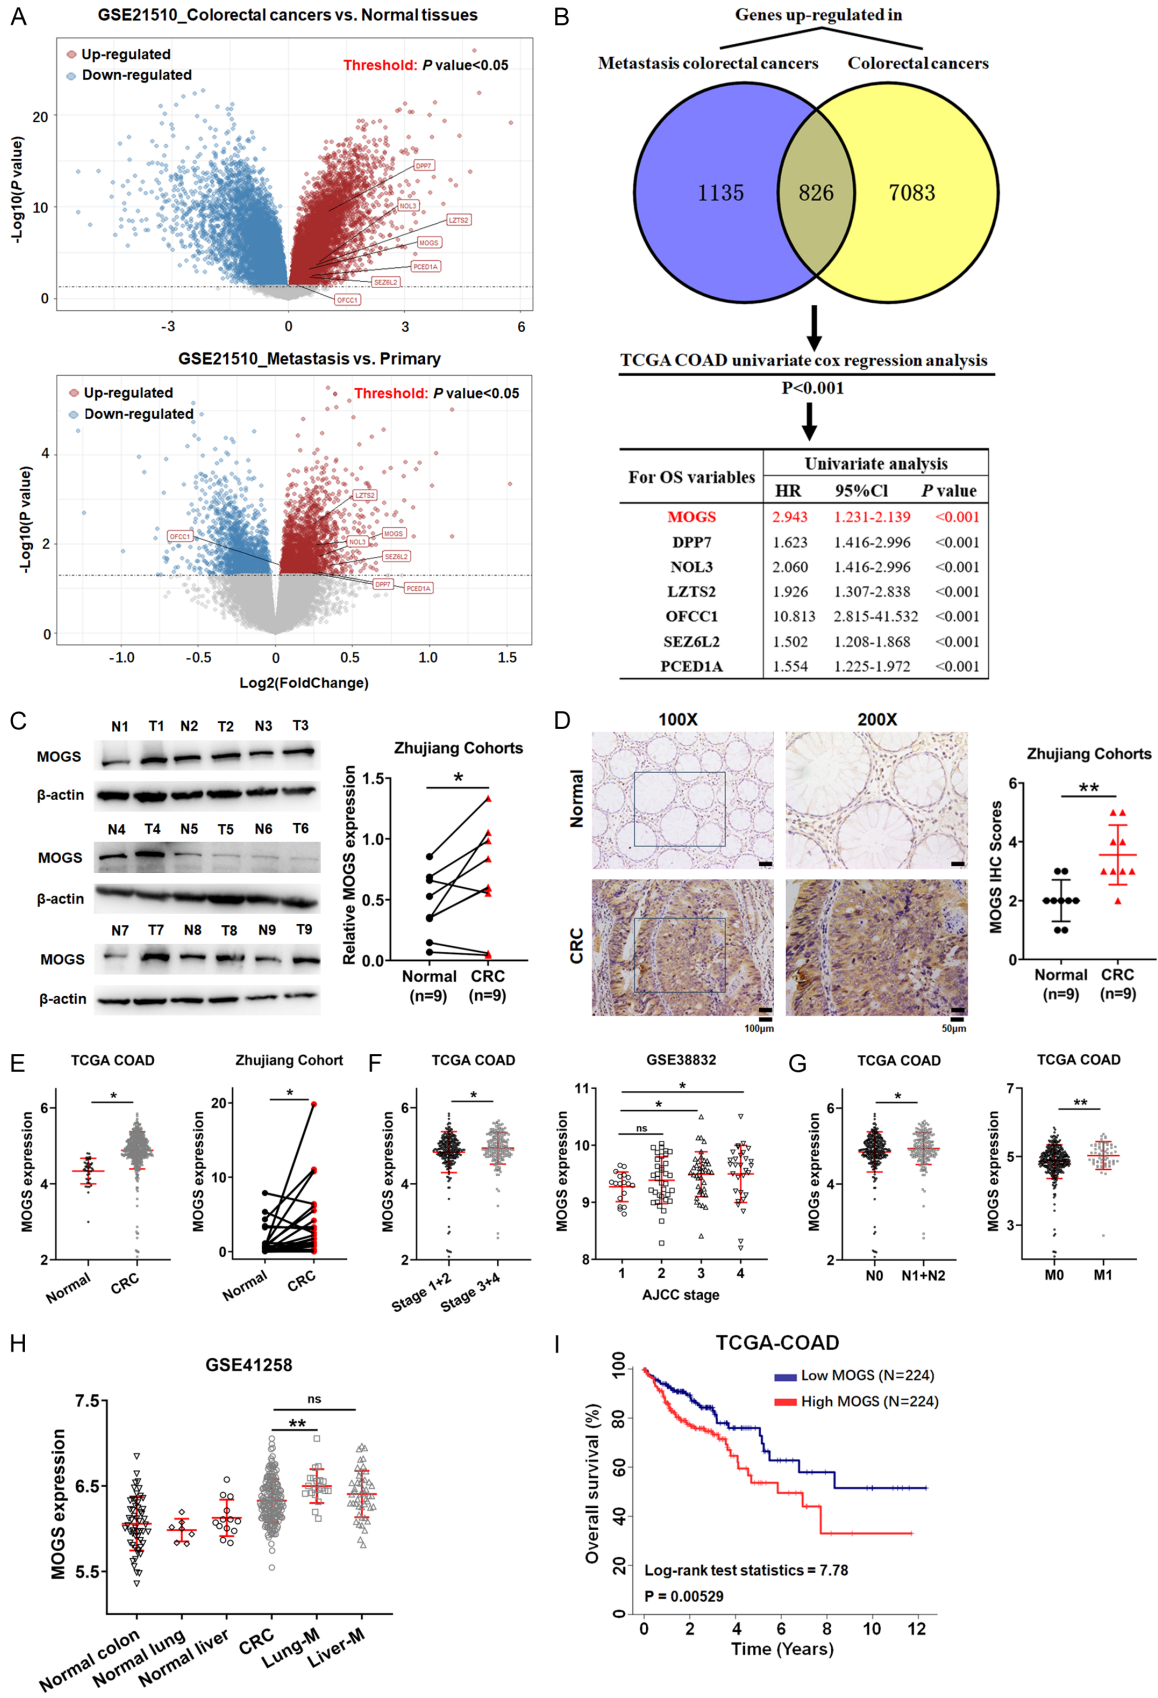 A
GSE21510_Colorectal cancers vs. Normal tissues
Up-regulated
Down-regulated
Threshold: P value<0.05
-Log10(P value)
20
10
0
DPP7
NOL3
LZTS2
MOGS
PCED1A
SEZ6L2
OFCC1
-3
0
3
6
GSE21510_Metastasis vs. Primary
Up-regulated
Down-regulated
Threshold: P value<0.05
-Log10(P value)
4
2
0
LZTS2
OFCC1
MOGS
NOL3
SEZ6L2
DPP7
PCED1A
-1.0
-0.5
0.0
0.5
1.0
1.5
Log2(FoldChange)
B
Genes up-regulated in
Metastasis colorectal cancers
Colorectal cancers
1135
826
7083
TCGA COAD univariate cox regression analysis
P<0.001
For OS variables
Univariate analysis
HR 95%Cl P value
MOGS 2.943 1.231-2.139 <0.001
DPP7 1.623 1.416-2.996 <0.001
NOL3 2.060 1.416-2.996 <0.001
LZTS2 1.926 1.307-2.838 <0.001
OFCC1 10.813 2.815-41.532 <0.001
SEZ6L2 1.502 1.208-1.868 <0.001
PCED1A 1.554 1.225-1.972 <0.001
C
N1 T1 N2 T2 N3 T3
MOGS
β-actin
N4 T4 N5 T5 N6 T6
MOGS
β-actin
N7 T7 N8 T8 N9 T9
MOGS
β-actin
Zhujiang Cohorts
Relative MOGS expression
1.5
1.0
0.5
0.0
*
Normal
(n=9)
CRC
(n=9)
D
100X
200X
Normal
CRC
100μm
50μm
Zhujiang Cohorts
MOGS IHC Scores
6
4
2
0
**
Normal
(n=9)
CRC
(n=9)
E
TCGA COAD
MOGS expression
6
4
2
*
Normal
CRC
Zhujiang Cohort
MOGS expression
20
10
0
*
Normal
CRC
F
TCGA COAD
MOGS expression
6
4
2
*
Stage 1+2
Stage 3+4
GSE38832
MOGS expression
11
10
9
8
*
*
ns
1
2
3
4
AJCC stage
G
TCGA COAD
MOGs expression
6
4
2
*
N0
N1+N2
TCGA COAD
MOGS expression
7
5
3
**
M0
M1
H
GSE41258
MOGS expression
7.5
6.5
5.5
ns
**
Normal colon
Normal lung
Normal liver
CRC
Lung-M
Liver-M
I
TCGA-COAD
Low MOGS (N=224)
High MOGS (N=224)
Overall survival (%)
100
80
60
40
20
0
Log-rank test statistics = 7.78
P = 0.00529
0
2
4
6
8
10
12
Time (Years)